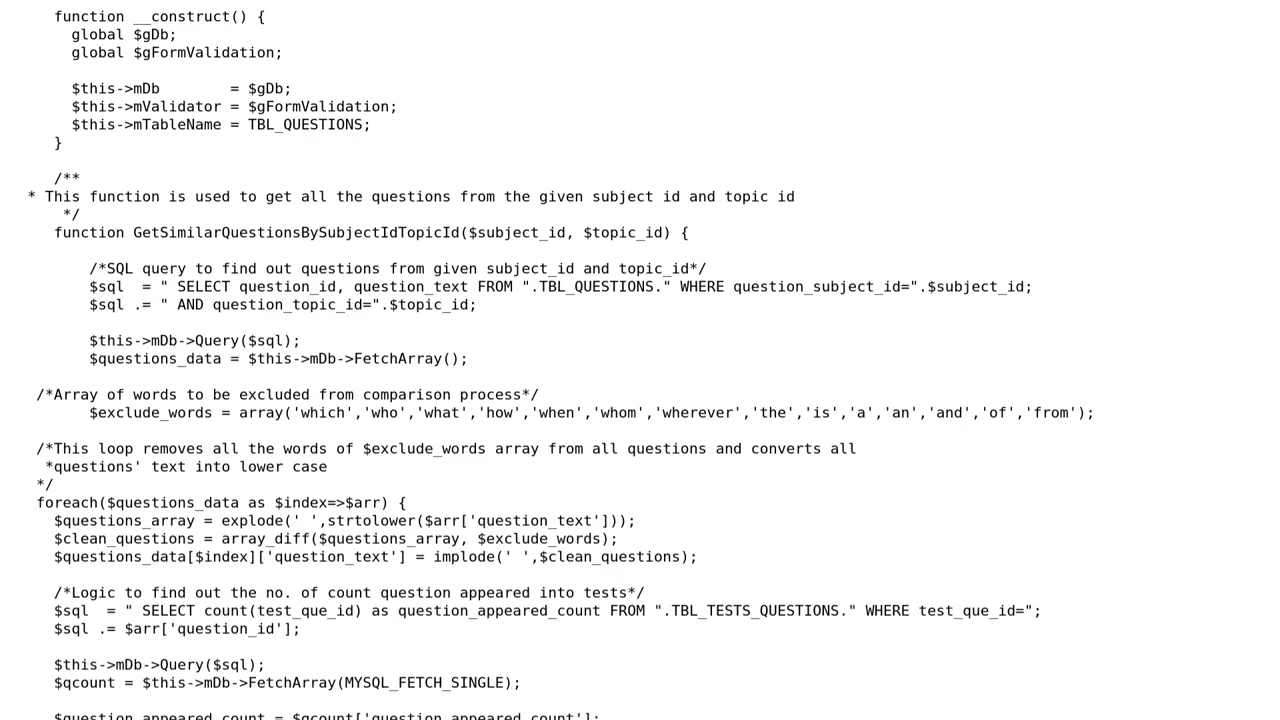 function __construct() {
global $gDb;
global $gFormValidation;
$this->mDb        = $gDb;
$this->mValidator = $gFormValidation;
$this->mTableName = TBL_QUESTIONS;
}
/**
* This function is used to get all the questions from the given subject id and topic id
*/
function GetSimilarQuestionsBySubjectIdTopicId($subject_id, $topic_id) {
/*SQL query to find out questions from given subject_id and topic_id*/
$sql  = " SELECT question_id, question_text FROM ".TBL_QUESTIONS." WHERE question_subject_id=".$subject_id;
$sql .= " AND question_topic_id=".$topic_id;
$this->mDb->Query($sql);
$questions_data = $this->mDb->FetchArray();
/*Array of words to be excluded from comparison process*/
$exclude_words = array('which','who','what','how','when','whom','wherever','the','is','a','an','and','of','from');
/*This loop removes all the words of $exclude_words array from all questions and converts all
*questions' text into lower case
*/
foreach($questions_data as $index=>$arr) {
$questions_array = explode(' ',strtolower($arr['question_text']));
$clean_questions = array_diff($questions_array, $exclude_words);
$questions_data[$index]['question_text'] = implode(' ',$clean_questions);
/*Logic to find out the no. of count question appeared into tests*/
$sql  = " SELECT count(test_que_id) as question_appeared_count FROM ".TBL_TESTS_QUESTIONS." WHERE test_que_id=";
$sql .= $arr['question_id'];
$this->mDb->Query($sql);
$qcount = $this->mDb->FetchArray(MYSQL_FETCH_SINGLE);
$question_appeared_count = $qcount['question_appeared_count'];